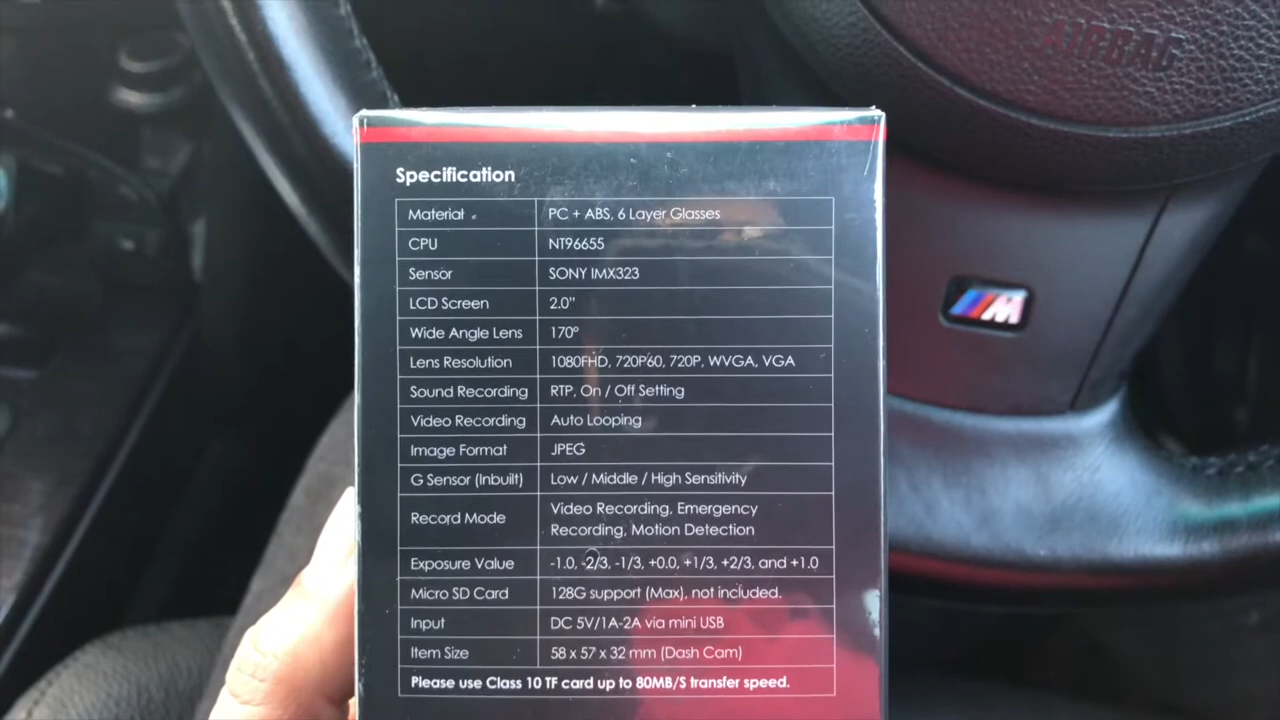 AIRBAG
M
Specification
Material PC + ABS, 6 Layer Glasses
CPU NT96655
Sensor SONY IMX323
LCD Screen 2.0"
Wide Angle Lens 170°
Lens Resolution 1080FHD, 720P60, 720P, WVGA, VGA
Sound Recording RTP, On / Off Setting
Video Recording Auto Looping
Image Format JPEG
G Sensor (Inbuilt) Low / Middle / High Sensitivity
Record Mode Video Recording, Emergency
Recording, Motion Detection
Exposure Value -1.0, -2/3, -1/3, +0.0, +1/3, +2/3, and +1.0
Micro SD Card 128G support (Max), not included.
Input DC 5V/1A-2A via mini USB
Item Size 58 x 57 x 32 mm (Dash Cam)
Please use Class 10 TF card up to 80MB/S transfer speed.